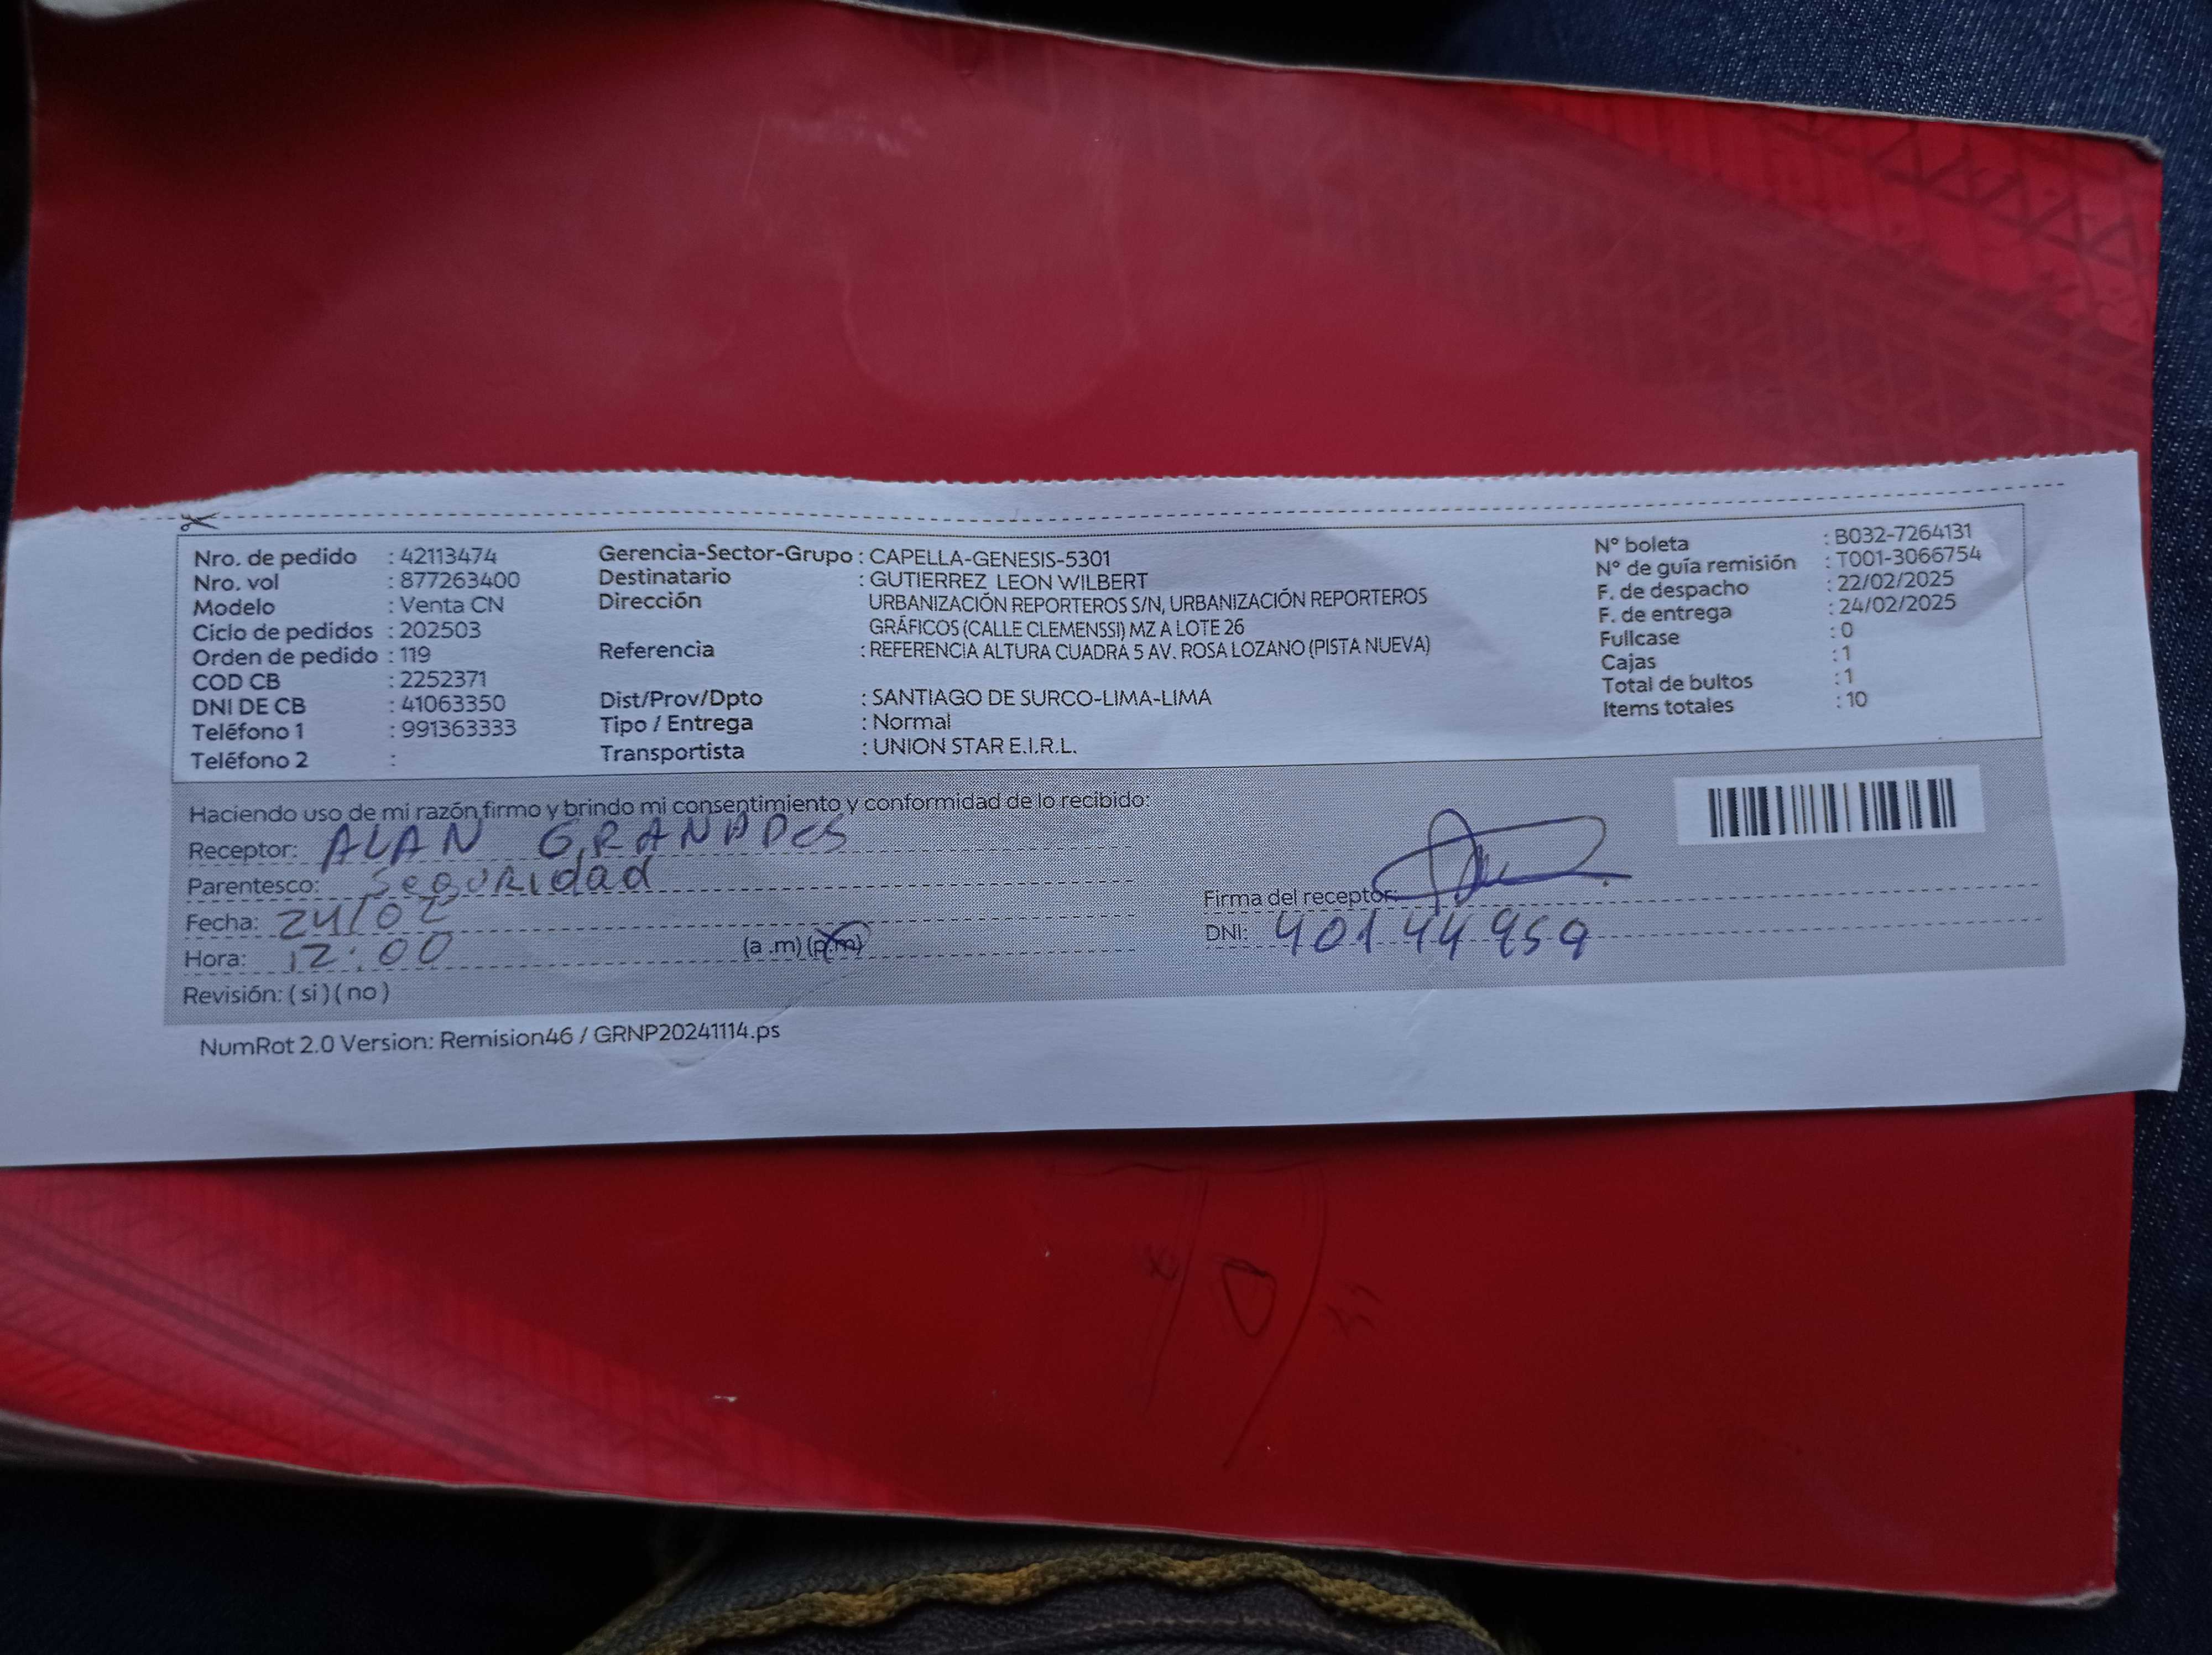 Nro. de pedido : 42113474
Nro. vol : 877263400
Modelo : Venta CN
Ciclo de pedidos : 202503
Orden de pedido : 119
COD CB : 2252371
DNI DE CB : 41063350
Teléfono 1 : 991363333
Teléfono 2 :
Gerencia-Sector-Grupo : CAPELLA-GENESIS-5301
Destinatario : GUTIERREZ LEON WILBERT
Dirección URBANIZACIÓN REPORTEROS S/N, URBANIZACIÓN REPORTEROS
GRÁFICOS (CALLE CLEMENSSI) MZ A LOTE 26
Referencia : REFERENCIA ALTURA CUADRA 5 AV. ROSA LOZANO (PISTA NUEVA)
Dist/Prov/Dpto : SANTIAGO DE SURCO-LIMA-LIMA
Tipo / Entrega : Normal
Transportista : UNION STAR E.I.R.L.
N° boleta : B032-7264131
N° de guía remisión : T001-3066754
F. de despacho : 22/02/2025
F. de entrega : 24/02/2025
Fullcase : 0
Cajas : 1
Total de bultos : 1
Items totales : 10
Haciendo uso de mi razón firmo y brindo mi consentimiento y conformidad de lo recibido:
Receptor: ALAN GRANADES
Parentesco: Seguridad
Fecha: 24/02
Hora: 12:00 (a .m) (p.m)
Revisión: ( si ) ( no )
Firma del receptor:
DNI: 40144959
NumRot 2.0 Version: Remision46 / GRNP20241114.ps